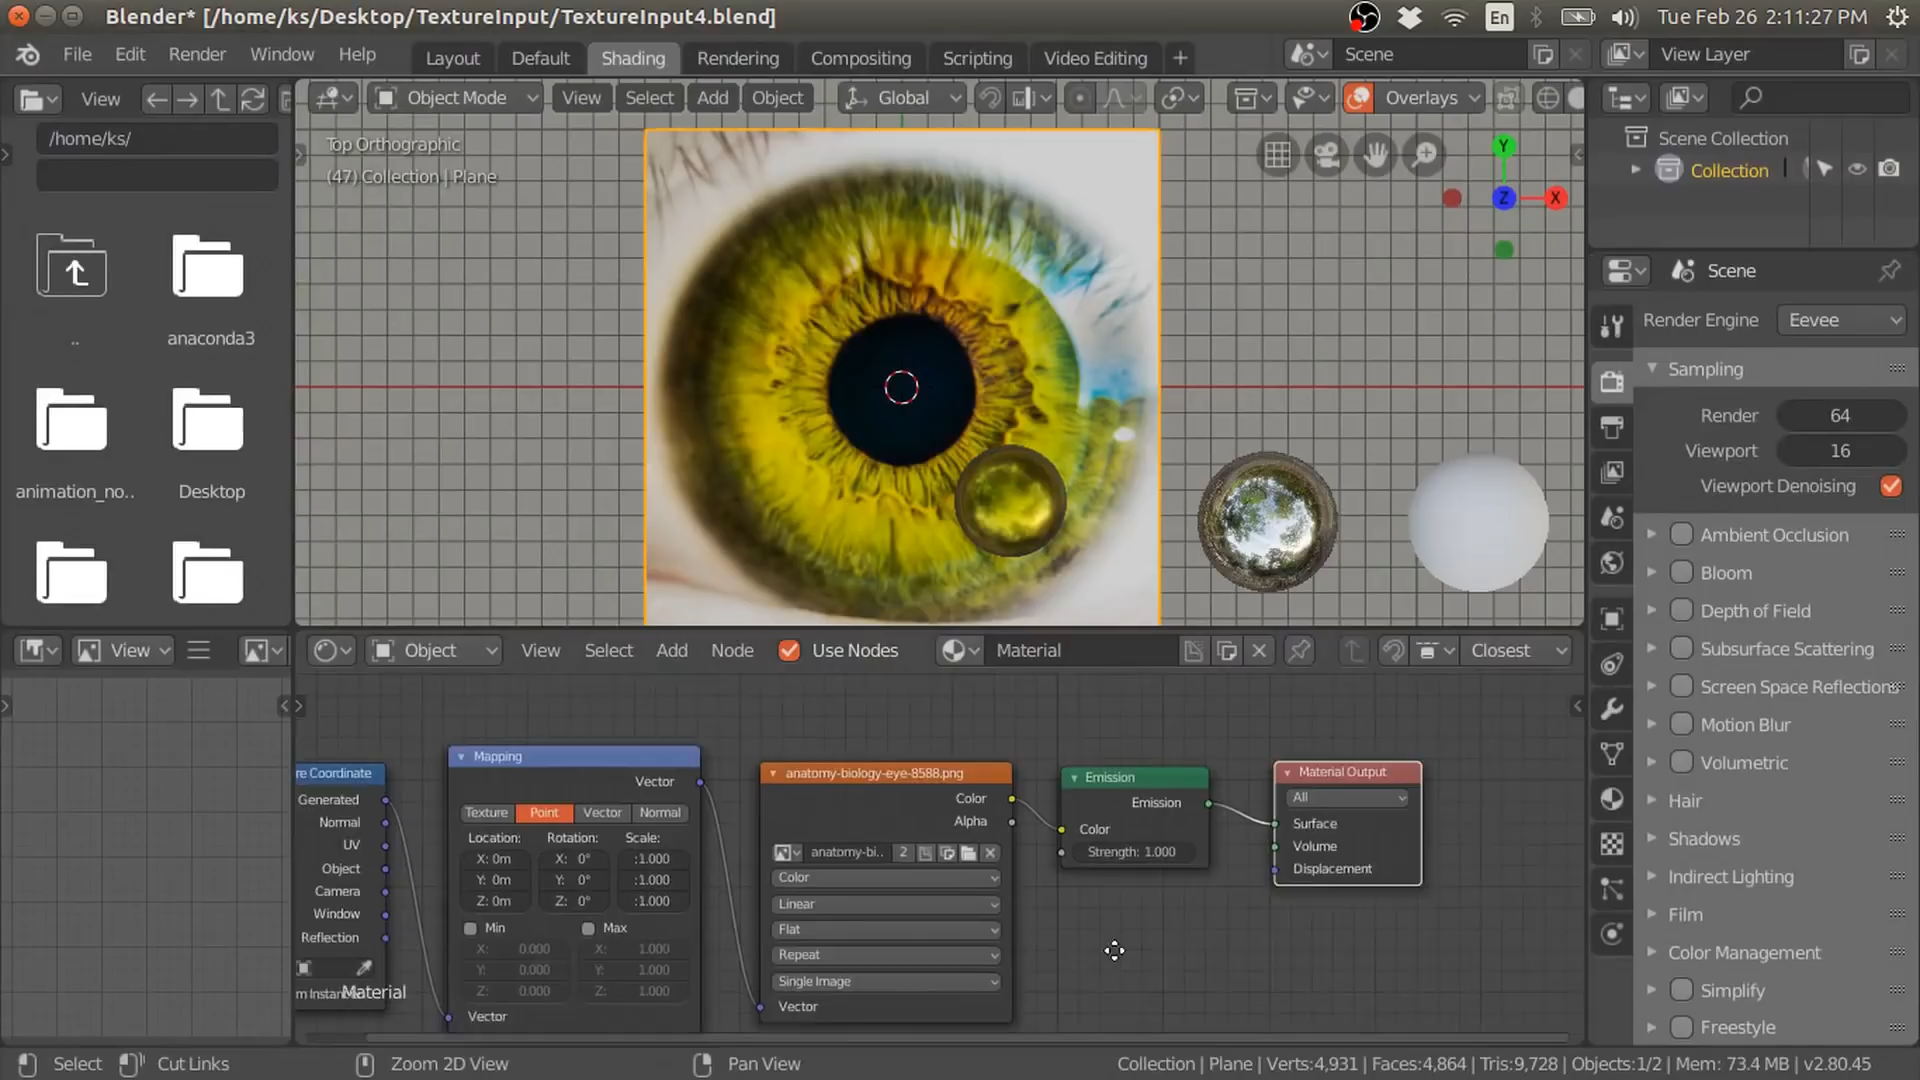 Blender* [/home/ks/Desktop/TextureInput/TextureInput4.blend]
En
Tue Feb 26 2:11:27 PM
File Edit Render Window Help
Layout Default Shading Rendering Compositing Scripting Video Editing +
Scene
View Layer
View
Object Mode
View Select Add Object
Global
Overlays
/home/ks/
Top Orthographic
(47) Collection | Plane
Y
Z
X
Scene Collection
Collection
Scene
..
anaconda3
animation_no..
Desktop
Render Engine Eevee
Sampling
Render 64
Viewport 16
Viewport Denoising
Ambient Occlusion
Bloom
Depth of Field
Subsurface Scattering
Screen Space Reflections
Motion Blur
Volumetric
Hair
Shadows
Indirect Lighting
Film
Color Management
Simplify
Freestyle
View
Object
View Select Add Node
Use Nodes
Material
Closest
re Coordinate
Generated
Normal
UV
Object
Camera
Window
Reflection
m Instan
Material
Mapping
Vector
Texture Point Vector Normal
Location: Rotation: Scale:
X: 0m X: 0° :1.000
Y: 0m Y: 0° :1.000
Z: 0m Z: 0° :1.000
Min Max
X: 0.000 X: 1.000
Y: 0.000 Y: 1.000
Z: 0.000 Z: 1.000
Vector
anatomy-biology-eye-8588.png
Color
Alpha
anatomy-bi.. 2
Color
Linear
Flat
Repeat
Single Image
Vector
Emission
Emission
Color
Strength: 1.000
Material Output
All
Surface
Volume
Displacement
Select Cut Links Zoom 2D View Pan View
Collection | Plane | Verts:4,931 | Faces:4,864 | Tris:9,728 | Objects:1/2 | Mem: 73.4 MB | v2.80.45